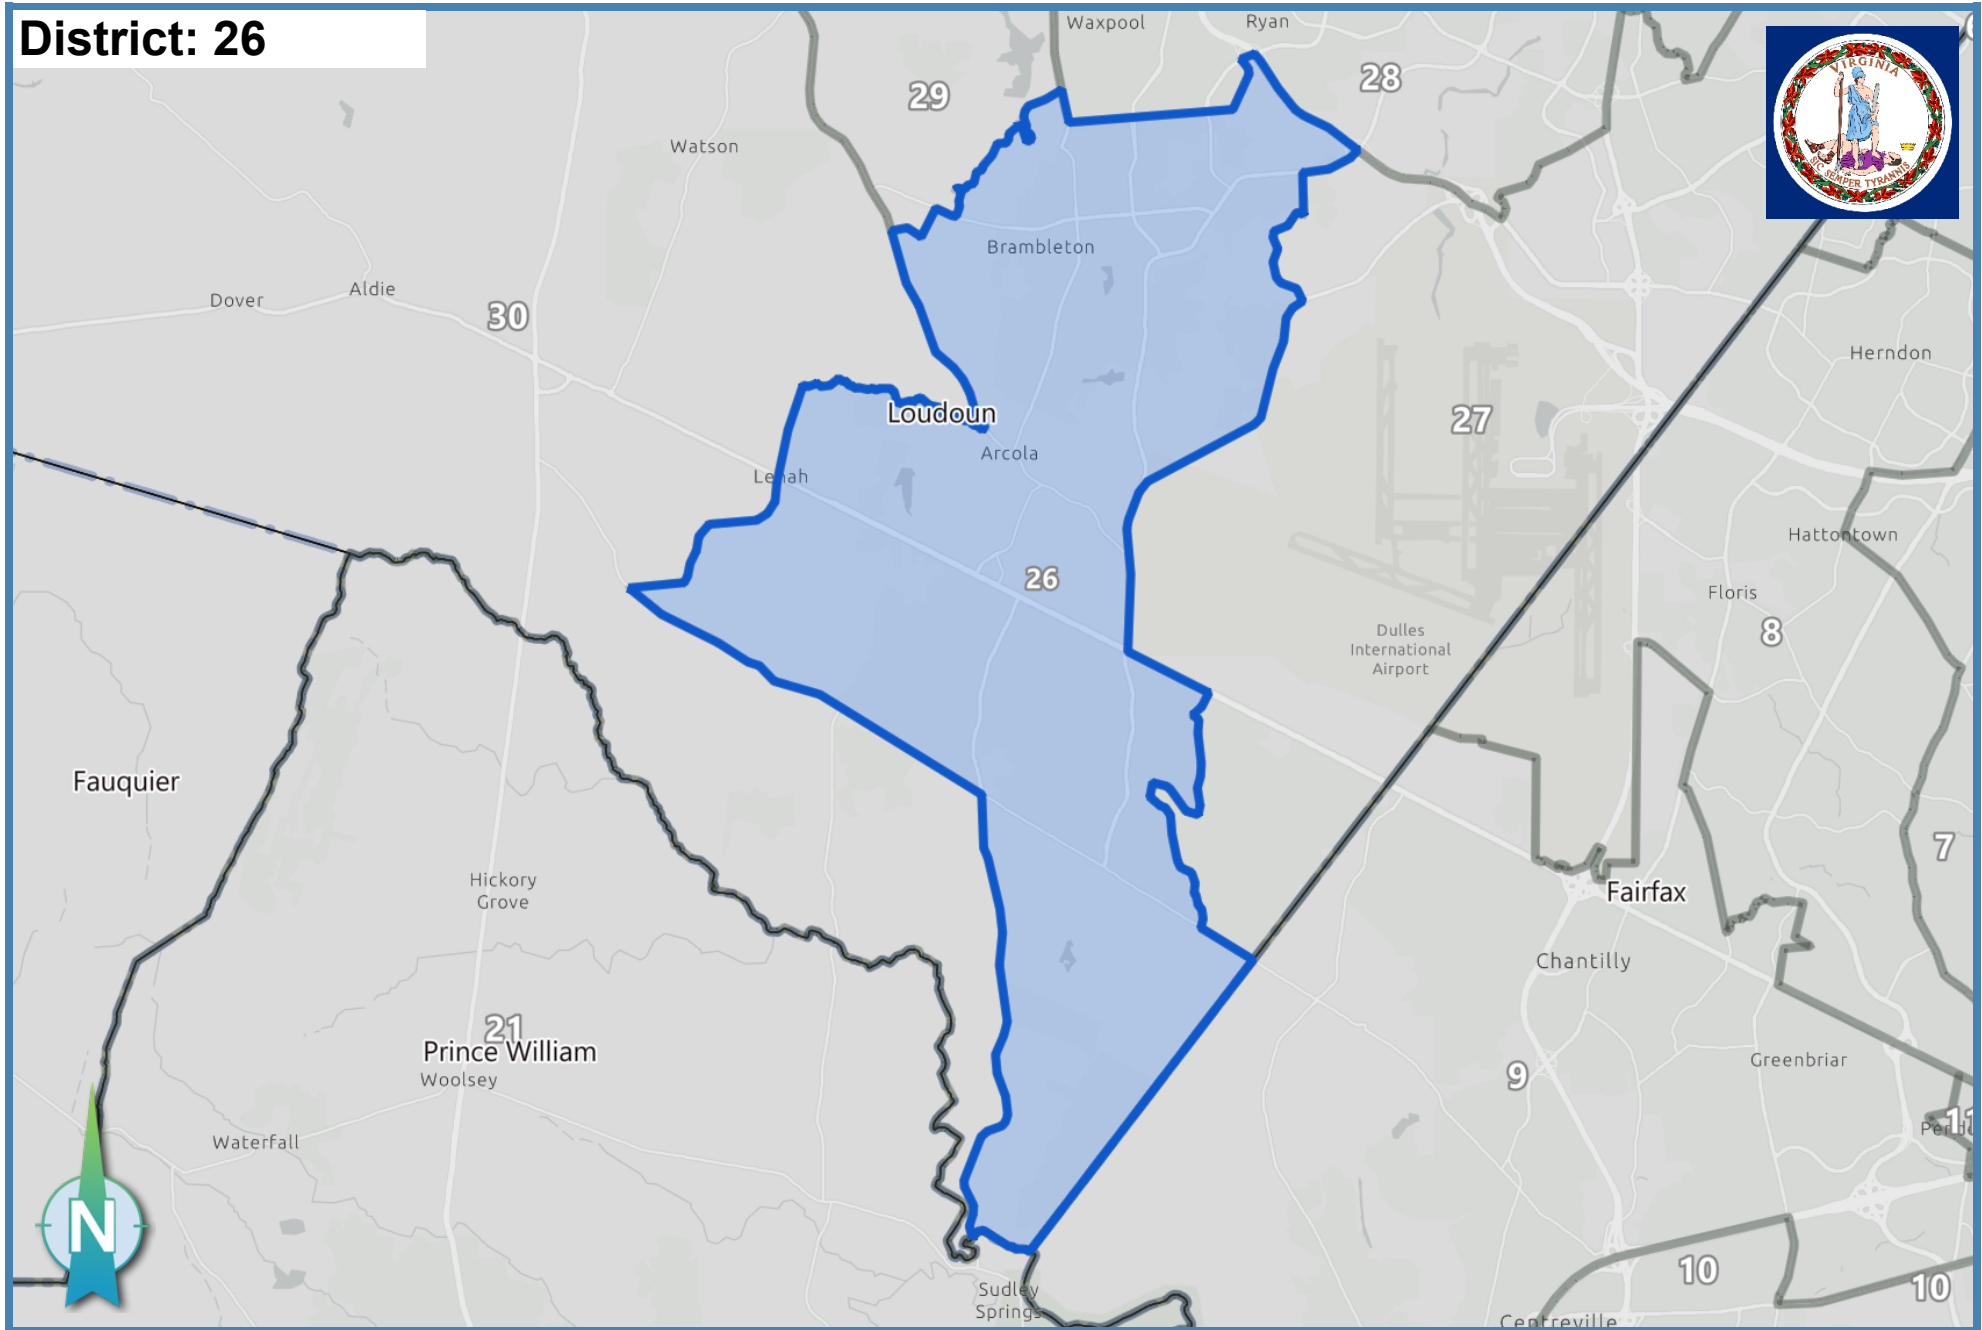 District: 26
Waxpool
Ryan
29
28
VIRGINIA
SIC SEMPER TYRANNIS
Watson
Brambleton
Dover
Aldie
30
Herndon
Loudoun
27
Arcola
Lenah
Hattontown
26
Floris
8
Dulles
International
Airport
Fauquier
7
Hickory
Grove
Fairfax
Chantilly
21
Prince William
Woolsey
9
Greenbriar
Waterfall
11
N
10
10
Sudley
Springs
Centreville